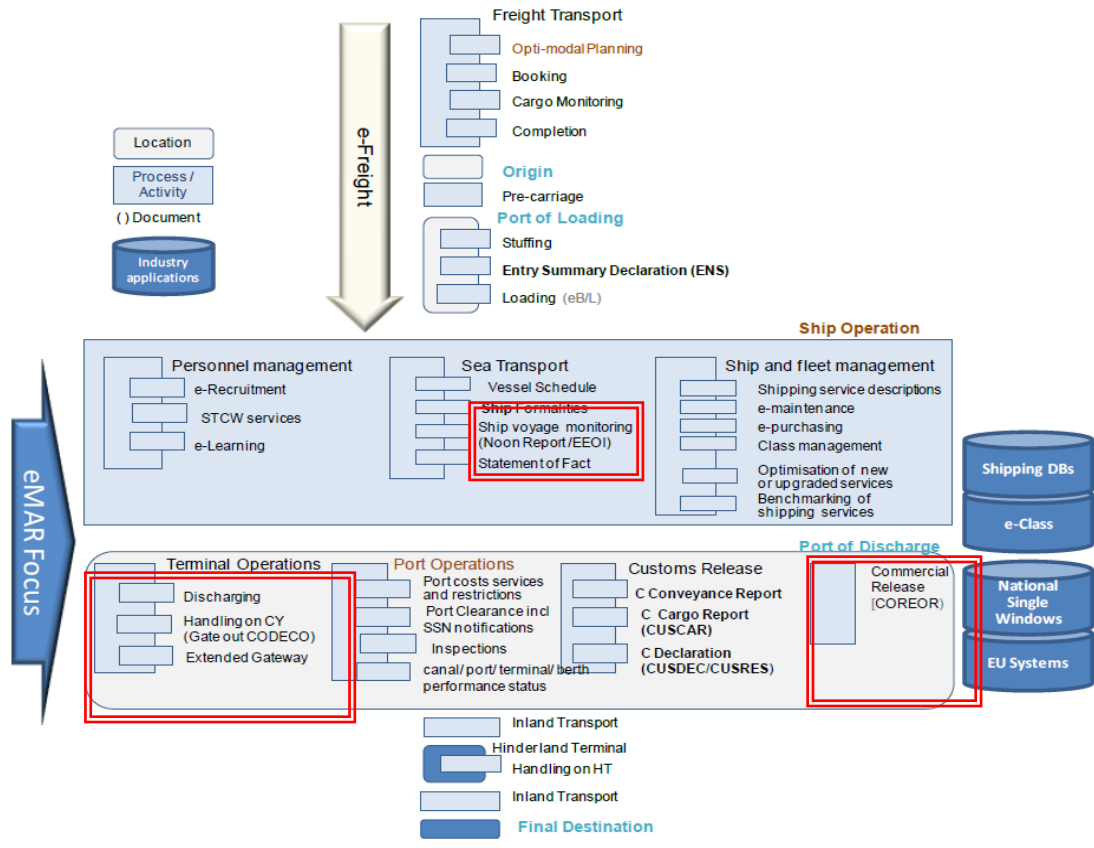 Freight Transport
Opti-modal Planning
Booking
Cargo Monitoring
Completion
e-Freight
Location
Process /
Activity
( ) Document
Industry
applications
Origin
Pre-carriage
Port of Loading
Stuffing
Entry Summary Declaration (ENS)
Loading (eB/L)
Ship Operation
eMAR Focus
Personnel management
e-Recruitment
STCW services
e-Learning
Sea Transport
Vessel Schedule
Ship Formalities
Ship voyage monitoring
(Noon Report /EEOI)
Statement of Fact
Ship and fleet management
Shipping service descriptions
e-maintenance
e-purchasing
Class management
Optimisation of new
or upgraded services
Benchmarking of
shipping services
Shipping DBs
e-Class
National
Single
Windows
EU Systems
Port of Discharge
Terminal Operations
Discharging
Handling on CY
(Gate out CODECO)
Extended Gateway
Port Operations
Port costs services
and restrictions
Port Clearance incl
SSN notifications
Inspections
canal/ port/ terminal/ berth
performance status
Customs Release
C Conveyance Report
C Cargo Report
(CUSCAR)
C Declaration
(CUSDEC/CUSRES)
Commercial
Release
[COREOR)
Inland Transport
Hinderland Terminal
Handling on HT
Inland Transport
Final Destination